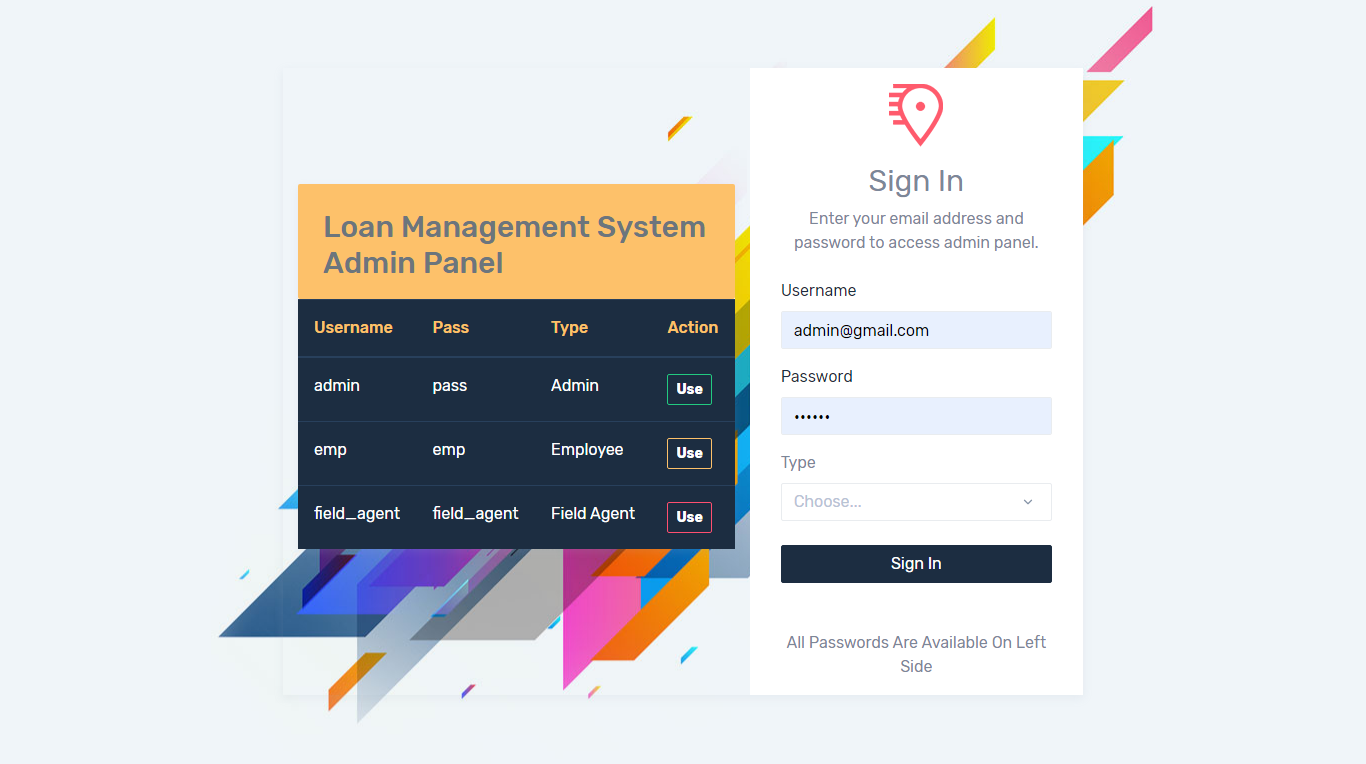 Loan Management System
Admin Panel
Username Pass Type Action
admin pass Admin Use
emp emp Employee Use
field_agent field_agent Field Agent Use
Sign In
Enter your email address and
password to access admin panel.
Username
admin@gmail.com
Password
••••••
Type
Choose...
Sign In
All Passwords Are Available On Left
Side